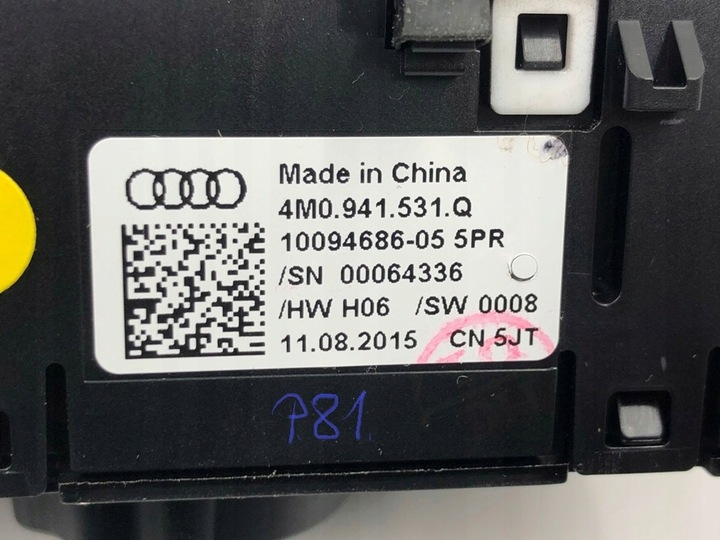 Made in China
4M0.941.531.Q
10094686-05 5PR
/SN 00064336
/HW H06 /SW 0008
11.08.2015 CN 5JT
P81